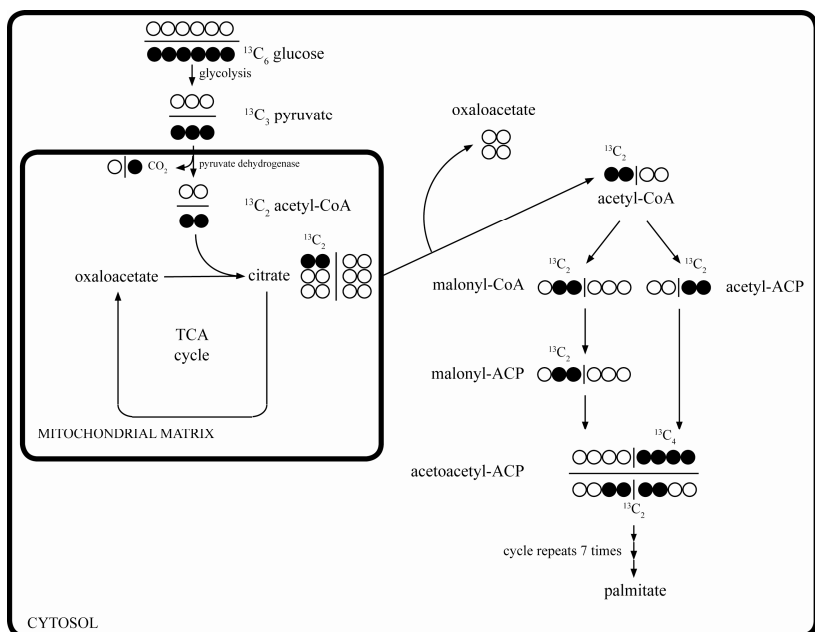 ¹³C₆ glucose
glycolysis
¹³C₃ pyruvate
CO₂
pyruvate dehydrogenase
¹³C₂ acetyl-CoA
¹³C₂
oxaloacetate
citrate
TCA
cycle
MITOCHONDRIAL MATRIX
oxaloacetate
¹³C₂
acetyl-CoA
¹³C₂
malonyl-CoA
¹³C₂
acetyl-ACP
¹³C₂
malonyl-ACP
¹³C₄
acetoacetyl-ACP
¹³C₂
cycle repeats 7 times
palmitate
CYTOSOL